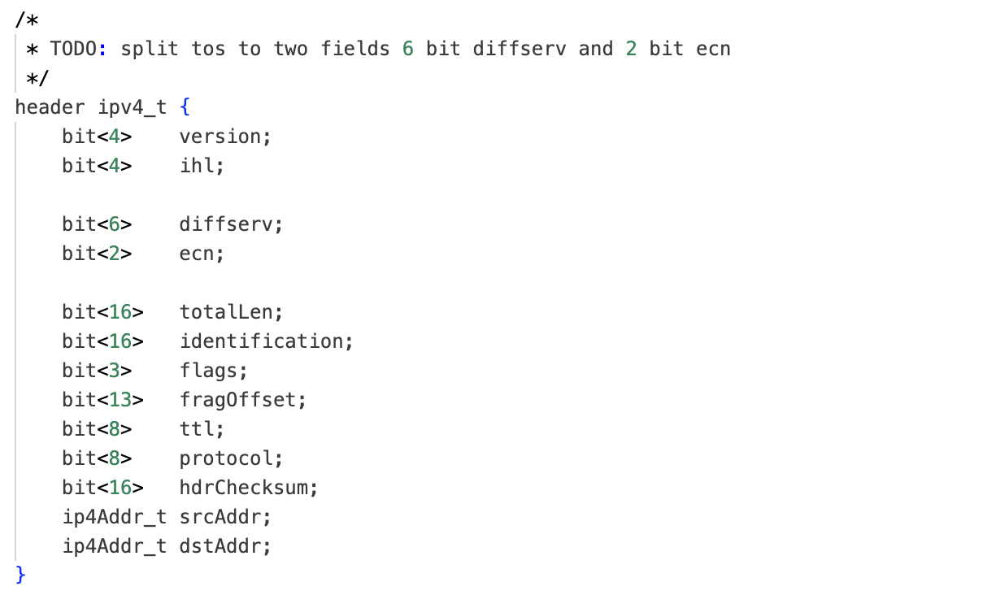 /*
 * TODO: split tos to two fields 6 bit diffserv and 2 bit ecn
 */
header ipv4_t {
    bit<4>    version;
    bit<4>    ihl;

    bit<6>    diffserv;
    bit<2>    ecn;

    bit<16>   totalLen;
    bit<16>   identification;
    bit<3>    flags;
    bit<13>   fragOffset;
    bit<8>    ttl;
    bit<8>    protocol;
    bit<16>   hdrChecksum;
    ip4Addr_t srcAddr;
    ip4Addr_t dstAddr;
}